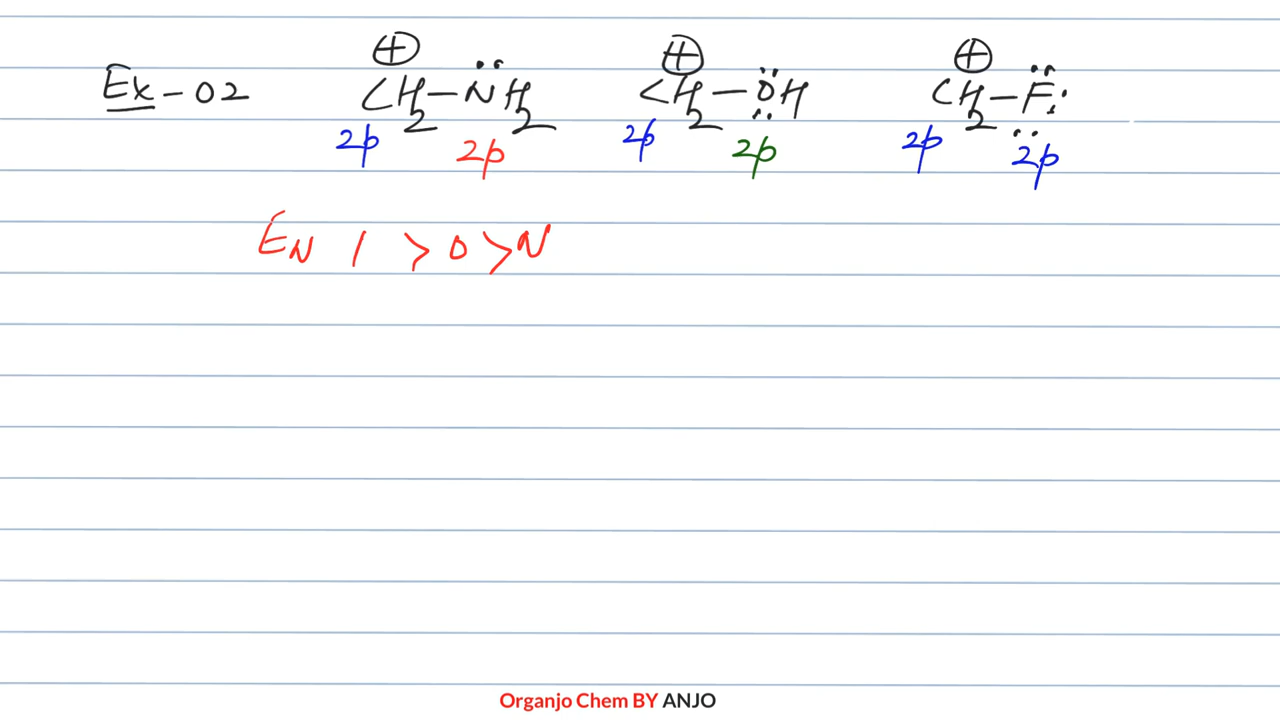 Ex-02 ⊕CH2-N̈H2 ⊕CH2-ÖH ⊕CH2-F̈:
2p 2p 2p 2p 2p 2p
EN > O > N
Organjo Chem BY ANJO